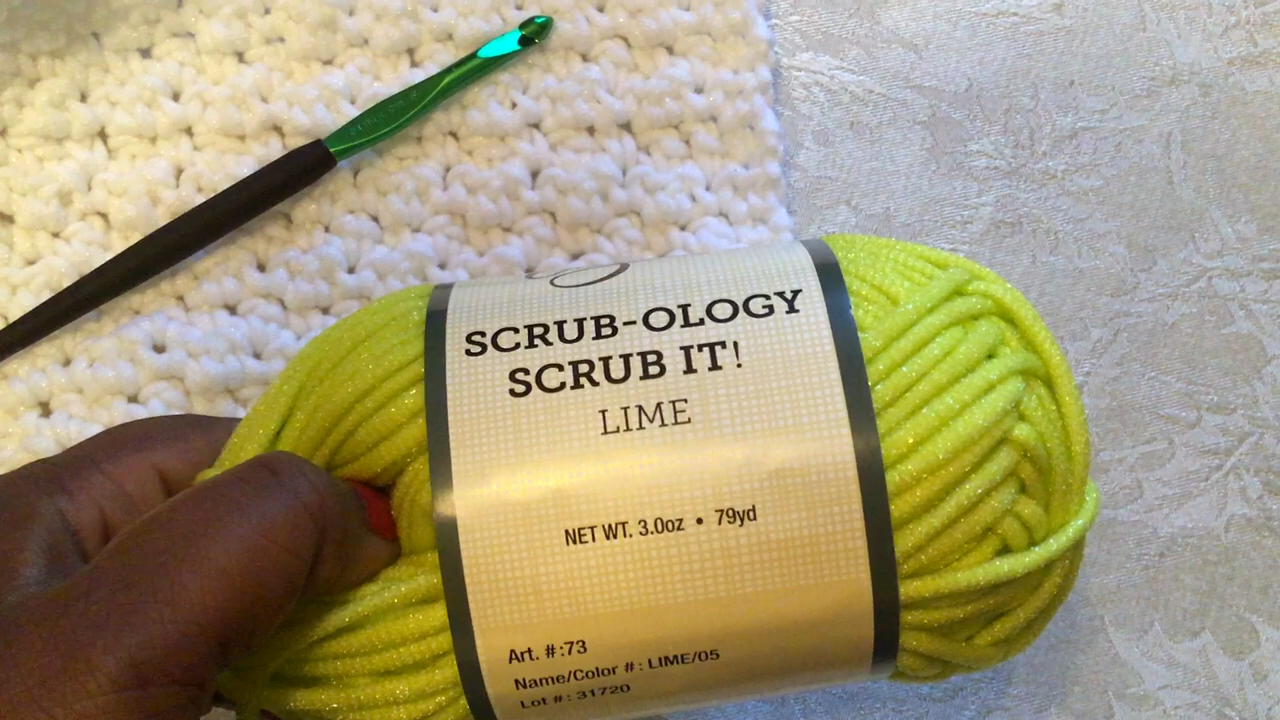 SCRUB-OLOGY
SCRUB IT!
LIME
NET WT. 3.0oz • 79yd
Art. #:73
Name/Color #: LIME/05
Lot #: 31720